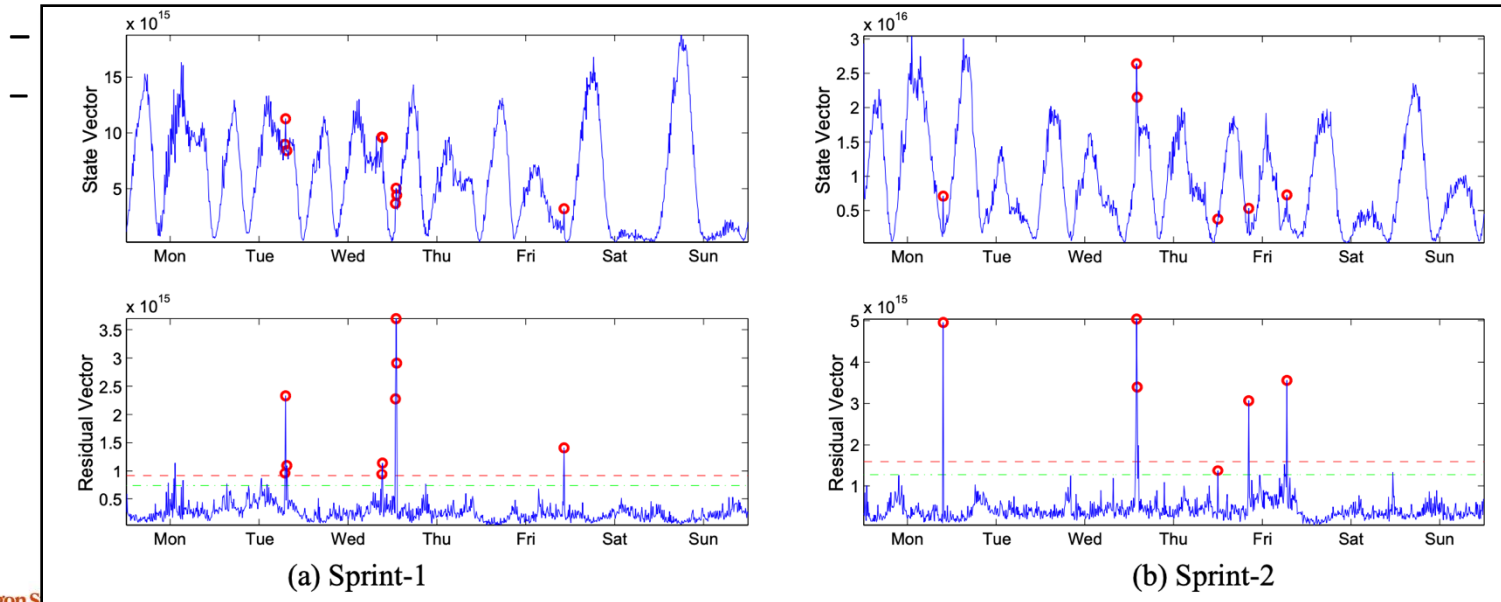 x 10^15
State Vector
15
10
5
Mon Tue Wed Thu Fri Sat Sun
x 10^15
Residual Vector
3.5
3
2.5
2
1.5
1
0.5
Mon Tue Wed Thu Fri Sat Sun
(a) Sprint-1
x 10^16
State Vector
3
2.5
2
1.5
1
0.5
Mon Tue Wed Thu Fri Sat Sun
x 10^15
Residual Vector
5
4
3
2
1
Mon Tue Wed Thu Fri Sat Sun
(b) Sprint-2